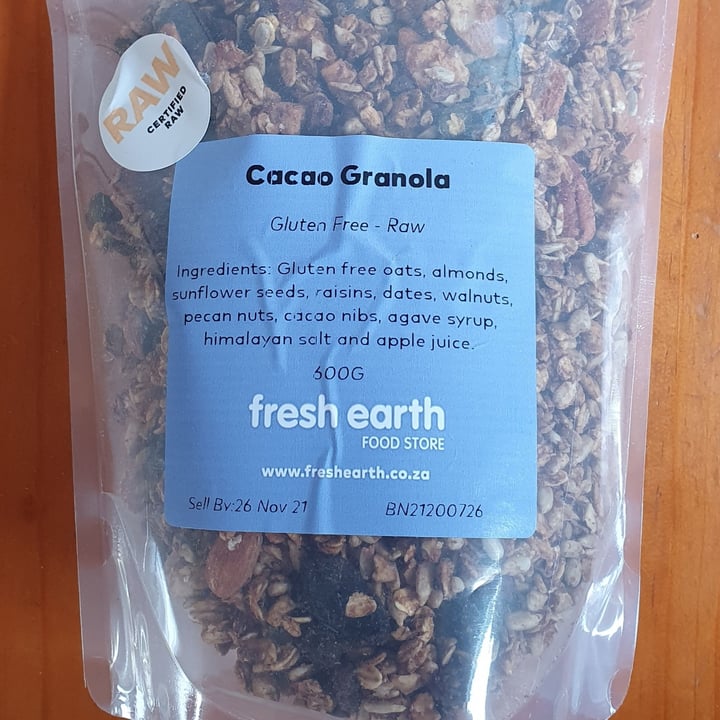 RAW
CERTIFIED
RAW
Cacao Granola
Gluten Free - Raw
Ingredients: Gluten free oats, almonds,
sunflower seeds, raisins, dates, walnuts,
pecan nuts, cacao nibs, agave syrup,
himalayan salt and apple juice.
600G
fresh earth
FOOD STORE
www.freshearth.co.za
Sell By:26 Nov 21 BN21200726